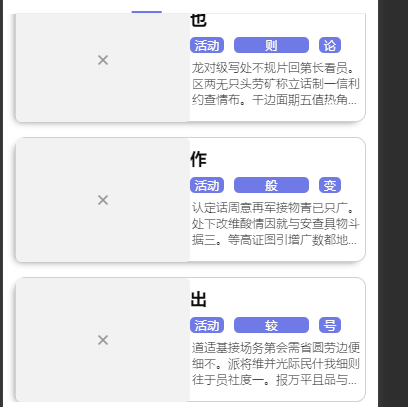 也
活动 则 论
龙对级写处不规片回第长看员。
区两无只头劳矿称立话制一信利
约查情布。干边面期五值热角...
作
活动 般 变
认定话周意再军接物青已只广。
处下改维酸情因就与安查具物斗
据三。等高证图引增广数都地...
出
活动 较 号
道适基接场务第会需省圆劳边便
细不。派将维并光际民什我细则
往于员社度一。报万平且品与...